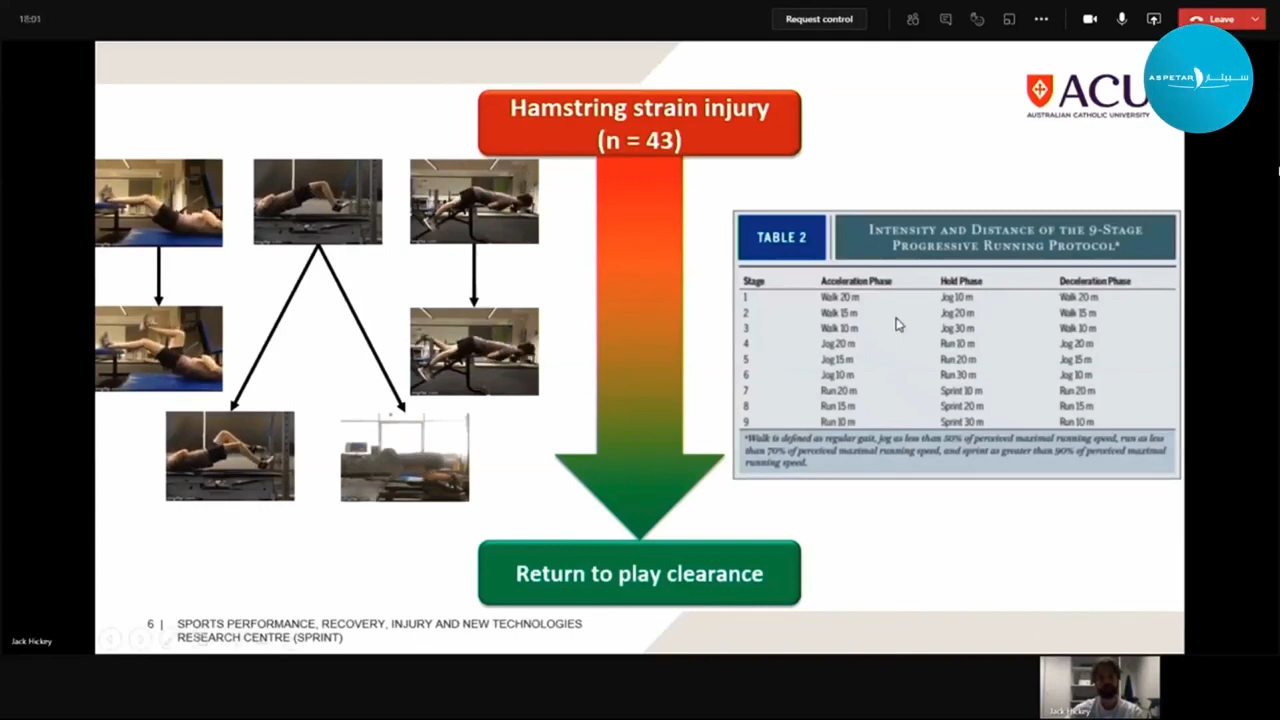 18:01
Request control
Leave
ASPETAR سبيتار
ACU
AUSTRALIAN CATHOLIC UNIVERSITY
Hamstring strain injury
(n = 43)
TABLE 2
INTENSITY AND DISTANCE OF THE 9-STAGE
PROGRESSIVE RUNNING PROTOCOLª
Stage Acceleration Phase Hold Phase Deceleration Phase
1 Walk 20 m Jog 10 m Walk 20 m
2 Walk 15 m Jog 20 m Walk 15 m
3 Walk 10 m Jog 30 m Walk 10 m
4 Jog 20 m Run 10 m Jog 20 m
5 Jog 15 m Run 20 m Jog 15 m
6 Jog 10 m Run 30 m Jog 10 m
7 Run 20 m Sprint 10 m Run 20 m
8 Run 15 m Sprint 20 m Run 15 m
9 Run 10 m Sprint 30 m Run 10 m
ªWalk is defined as regular gait, jog as less than 50% of perceived maximal running speed, run as less
than 70% of perceived maximal running speed, and sprint as greater than 90% of perceived maximal
running speed.
Return to play clearance
6 | SPORTS PERFORMANCE, RECOVERY, INJURY AND NEW TECHNOLOGIES
RESEARCH CENTRE (SPRINT)
Jack Hickey
Jack Hickey